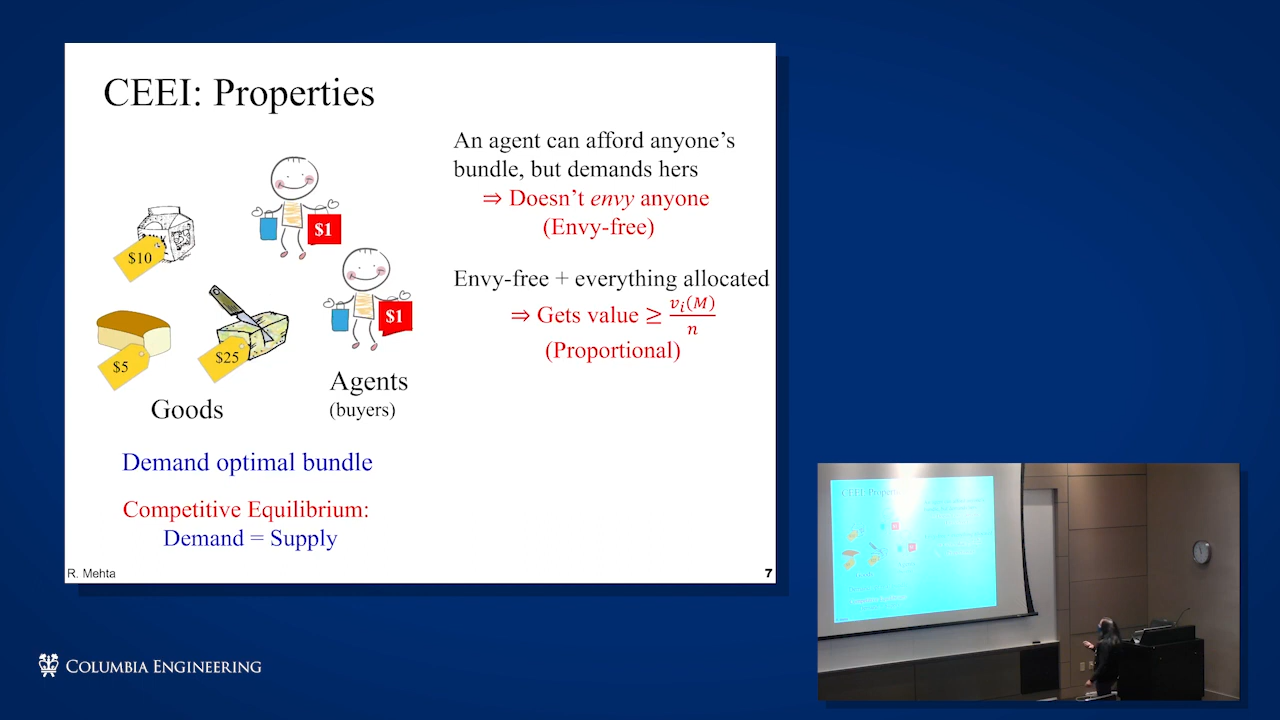 CEEI: Properties
An agent can afford anyone's
bundle, but demands hers
⇒ Doesn't envy anyone
(Envy-free)
Envy-free + everything allocated
⇒ Gets value ≥ v_i(M)/n
(Proportional)
$1
$10
$1
$5
$25
Agents
(buyers)
Goods
Demand optimal bundle
Competitive Equilibrium:
Demand = Supply
R. Mehta
7
COLUMBIA ENGINEERING
CEEI: Prope